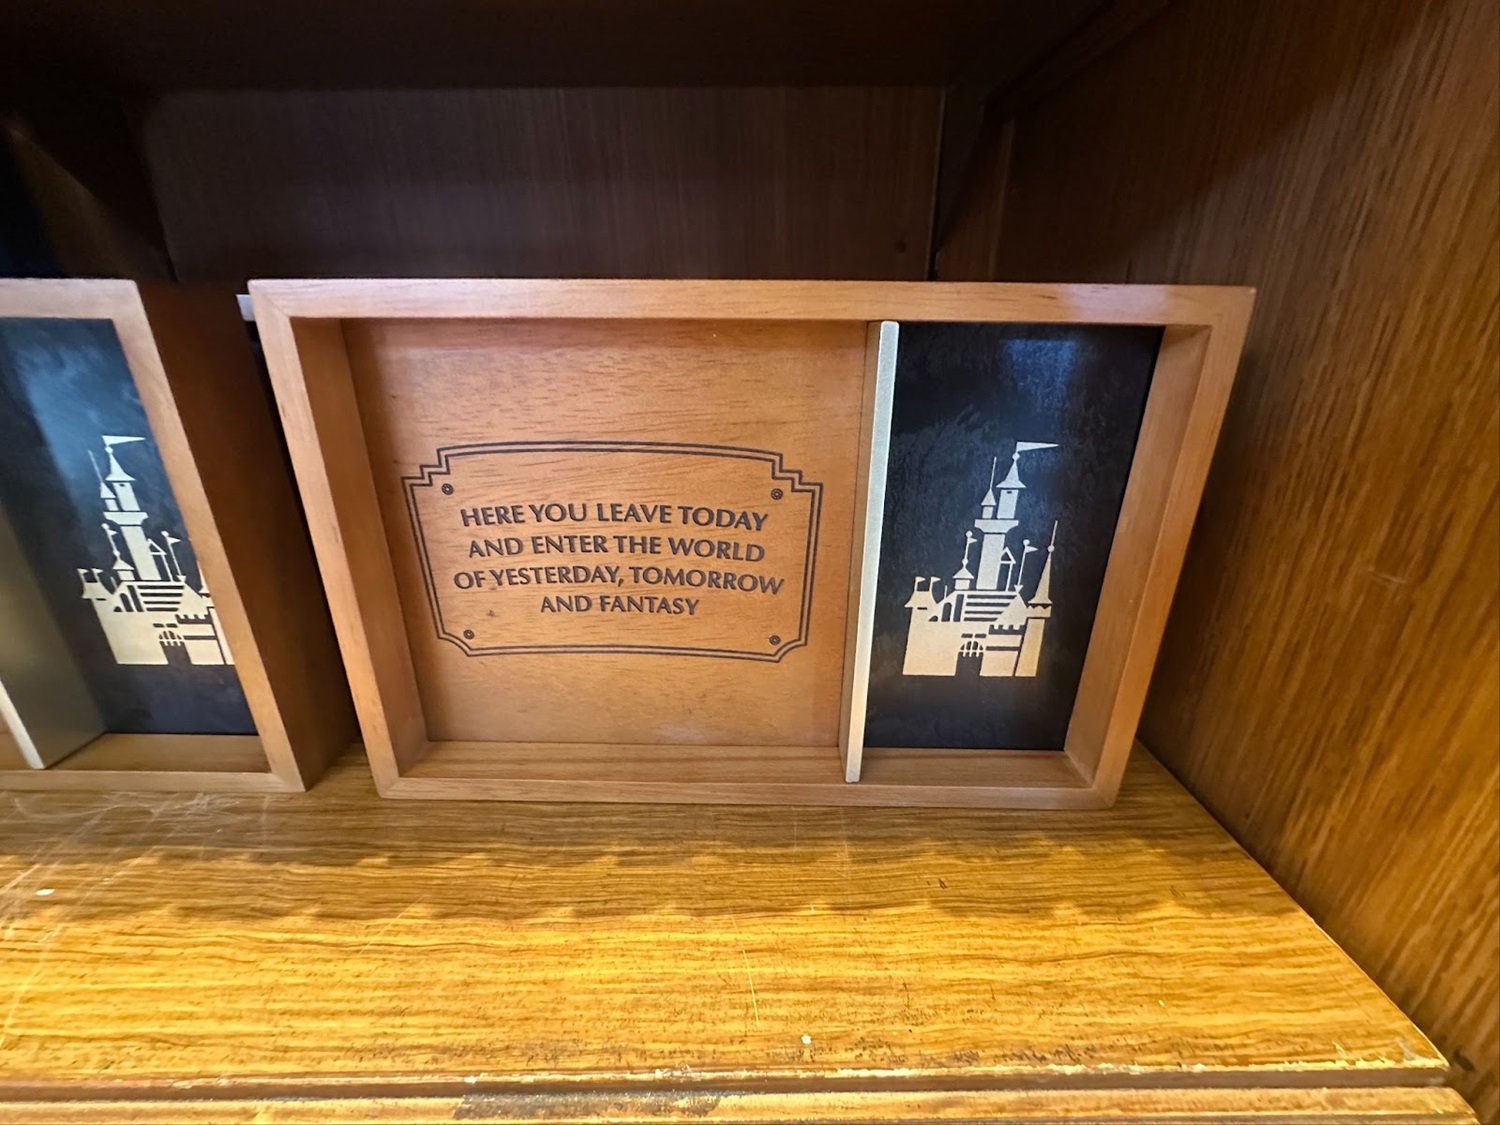 HERE YOU LEAVE TODAY
AND ENTER THE WORLD
OF YESTERDAY, TOMORROW
AND FANTASY